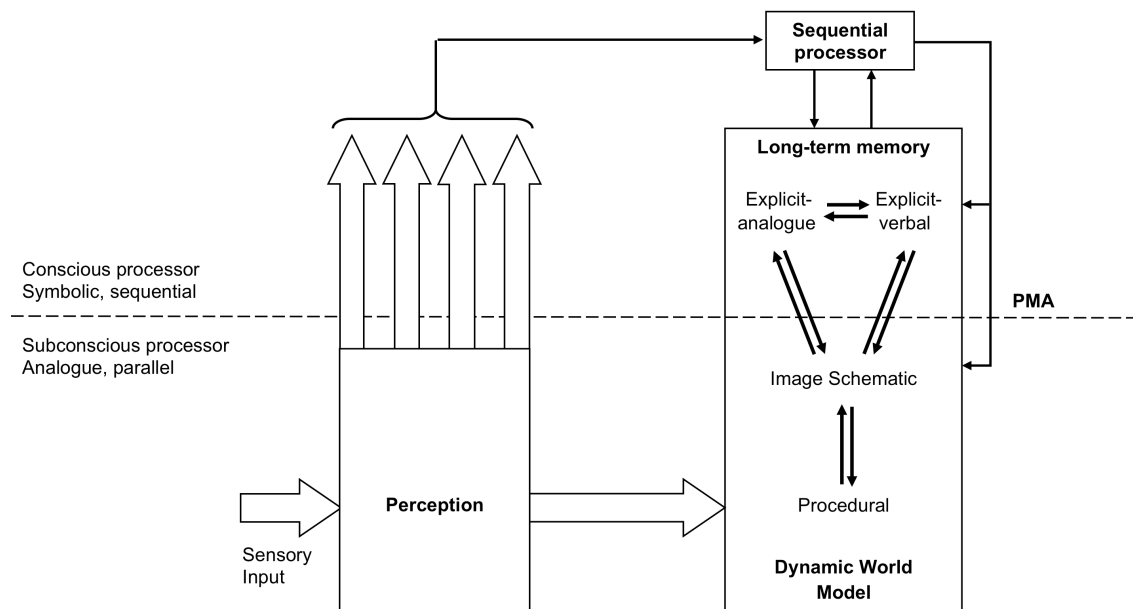 Sequential
processor
Long-term memory
Explicit-
analogue
Explicit-
verbal
Conscious processor
Symbolic, sequential
PMA
Subconscious processor
Analogue, parallel
Image Schematic
Perception
Procedural
Sensory
Input
Dynamic World
Model